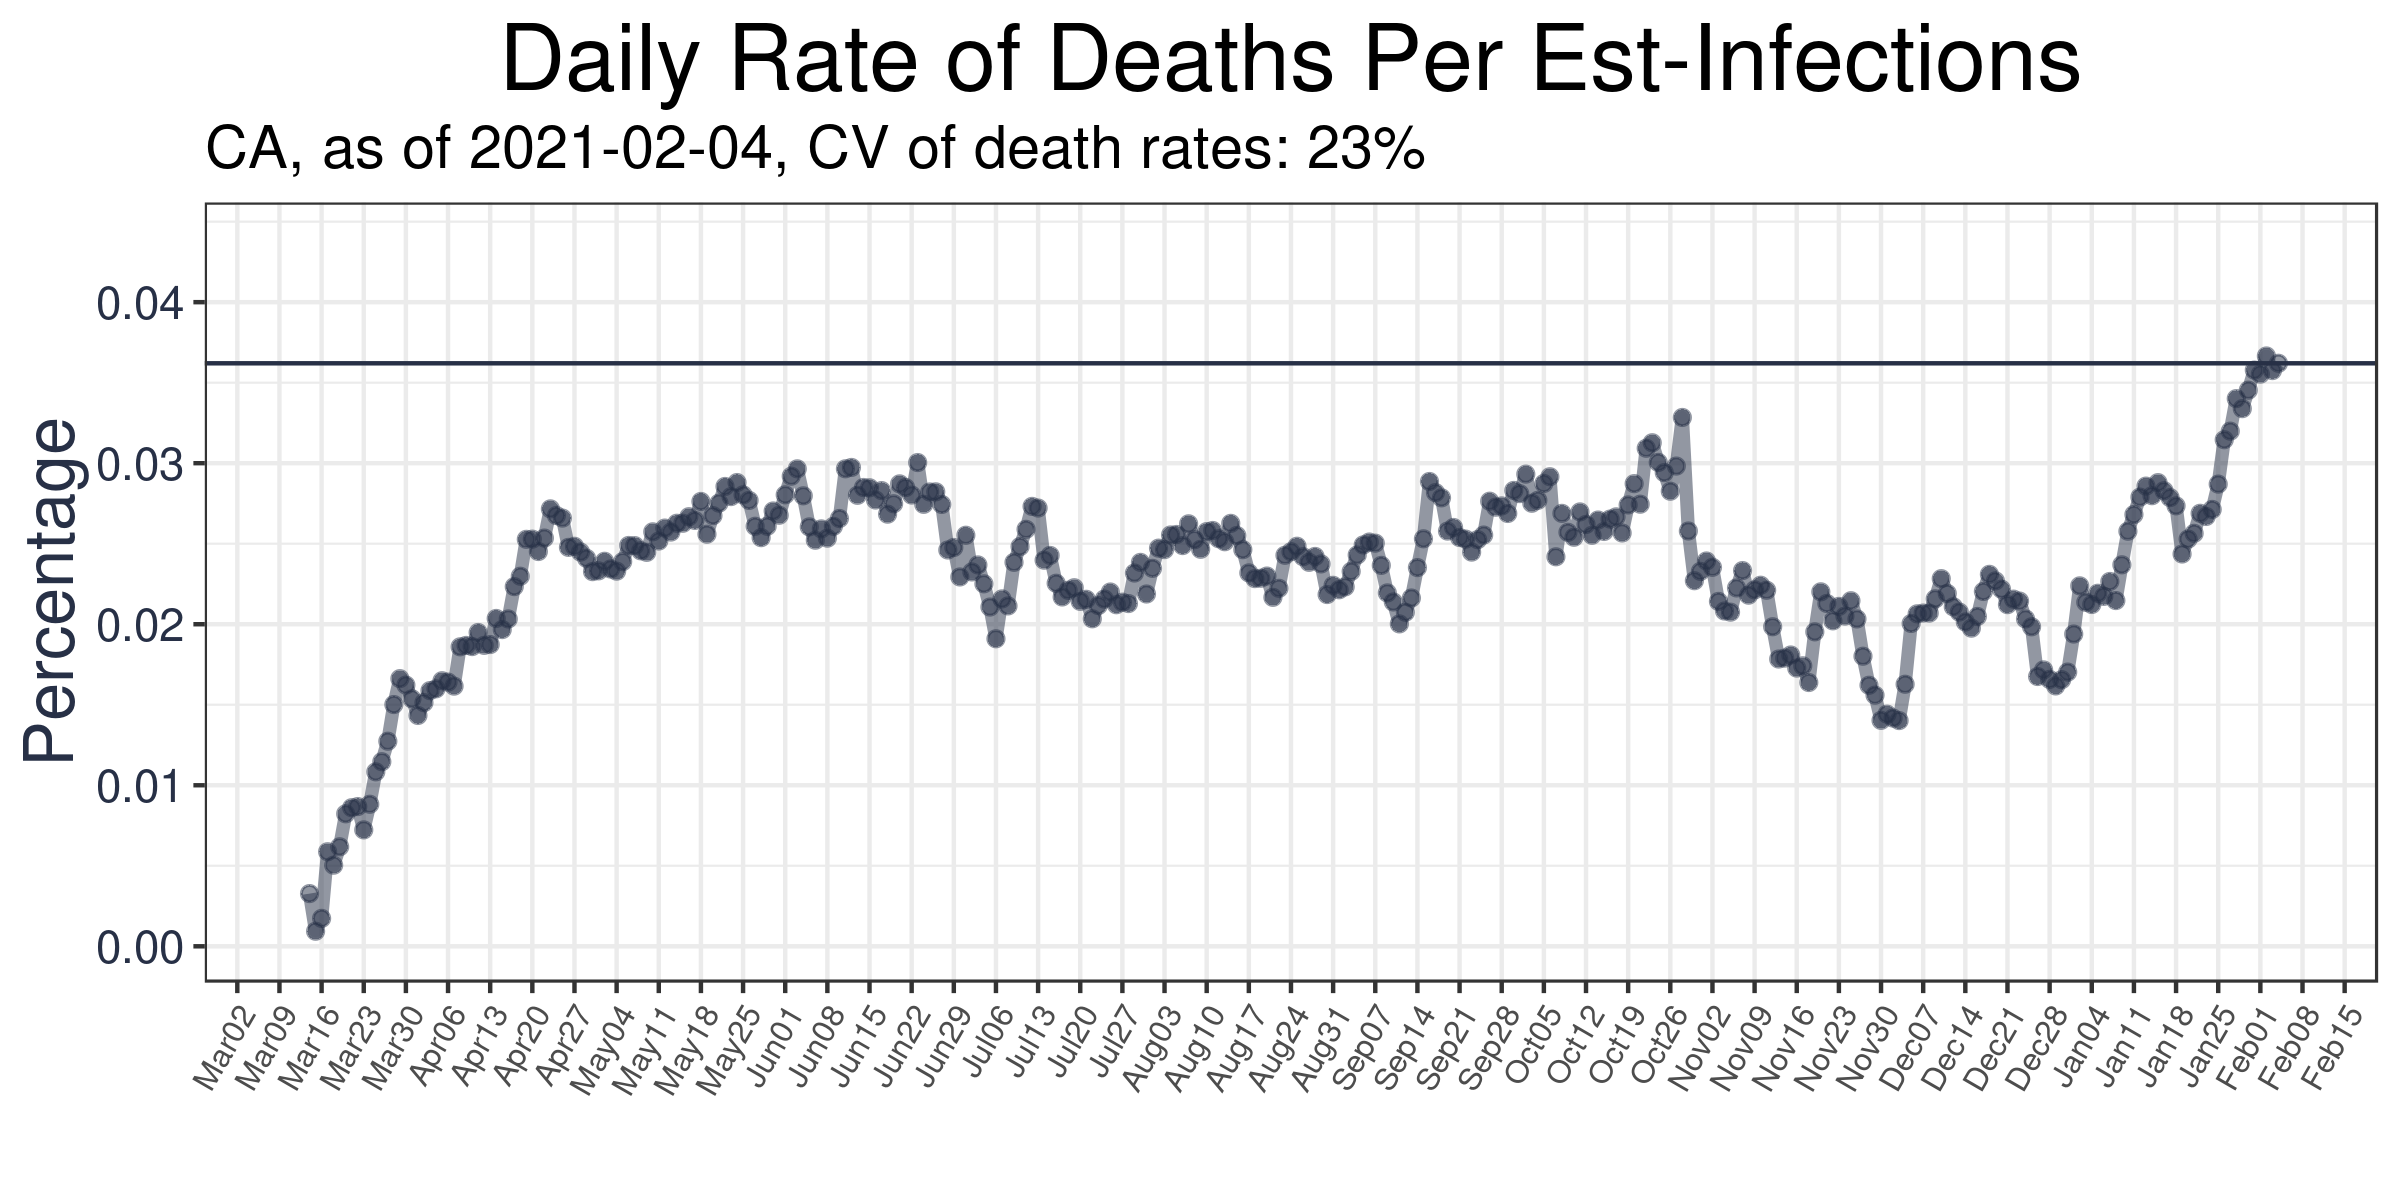 Daily Rate of Deaths Per Est-Infections
CA, as of 2021-02-04, CV of death rates: 23%
Percentage
0.04
0.03
0.02
0.01
0.00
Mar02 Mar09 Mar16 Mar23 Mar30 Apr06 Apr13 Apr20 Apr27 May04 May11 May18 May25 Jun01 Jun08 Jun15 Jun22 Jun29 Jul06 Jul13 Jul20 Jul27 Aug03 Aug10 Aug17 Aug24 Aug31 Sep07 Sep14 Sep21 Sep28 Oct05 Oct12 Oct19 Oct26 Nov02 Nov09 Nov16 Nov23 Nov30 Dec07 Dec14 Dec21 Dec28 Jan04 Jan11 Jan18 Jan25 Feb01 Feb08 Feb15